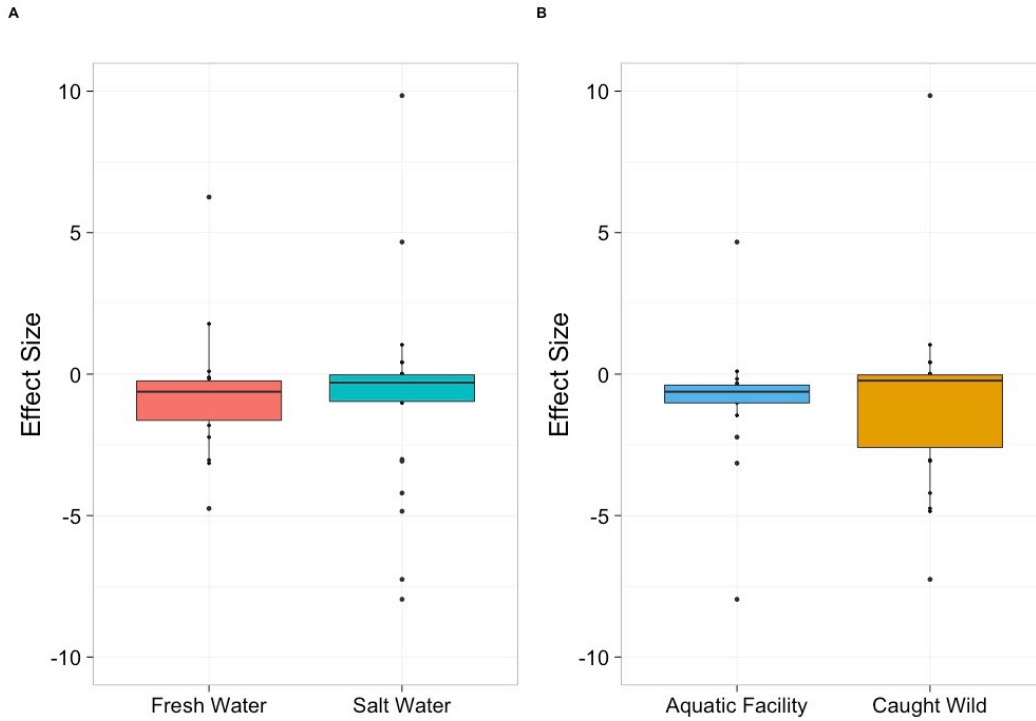 A
Effect Size
10
5
0
-5
-10
Fresh Water
Salt Water
B
Effect Size
10
5
0
-5
-10
Aquatic Facility
Caught Wild